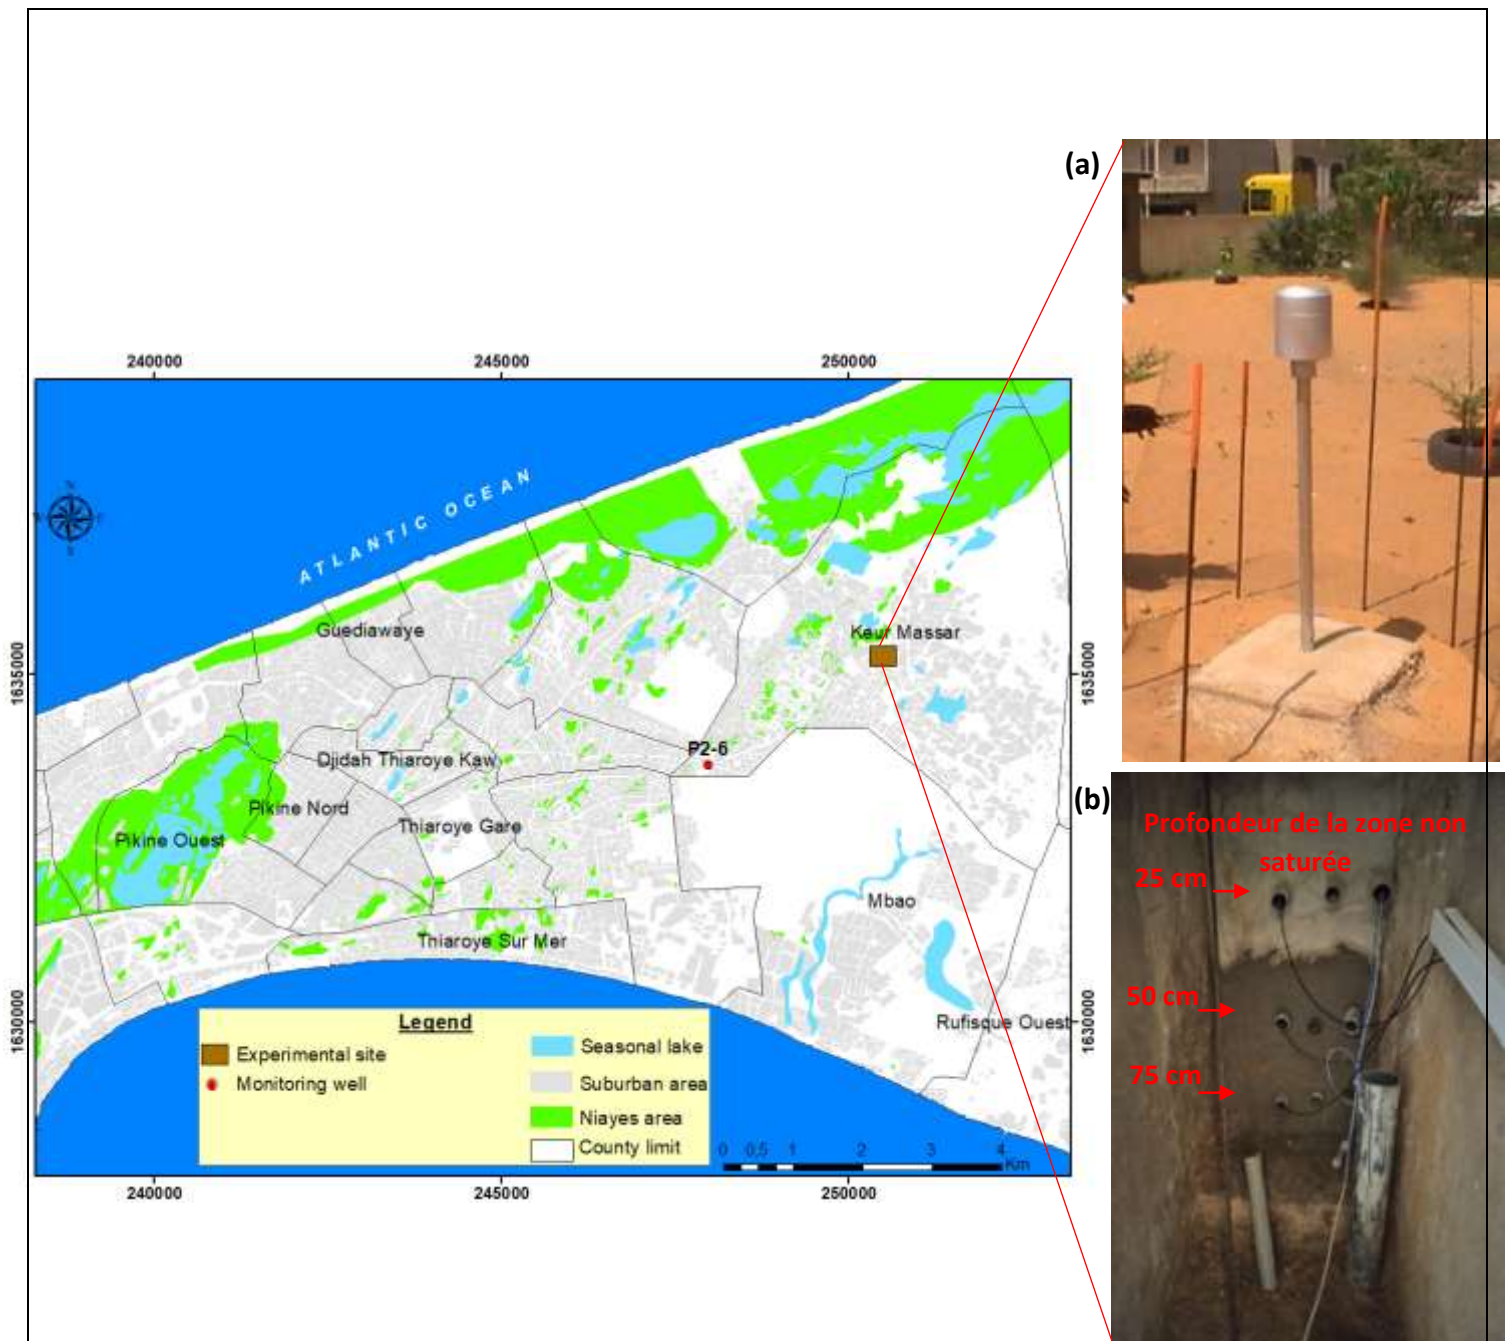 (a)
240000
245000
250000
ATLANTIC OCEAN
Guediawaye
Keur Massar
1635000
1635000
P2-6
Djidah Thiaroye Kaw
Pikine Nord
Thiaroye Gare
Pikine Ouest
Mbao
Thiaroye Sur Mer
Rufisque Ouest
1630000
1630000
Legend
Experimental site
Monitoring well
Seasonal lake
Suburban area
Niayes area
County limit
0 0,5 1 2 3 4
Km
240000
245000
250000
(b)
Profondeur de la zone non
saturée
25 cm
50 cm
75 cm